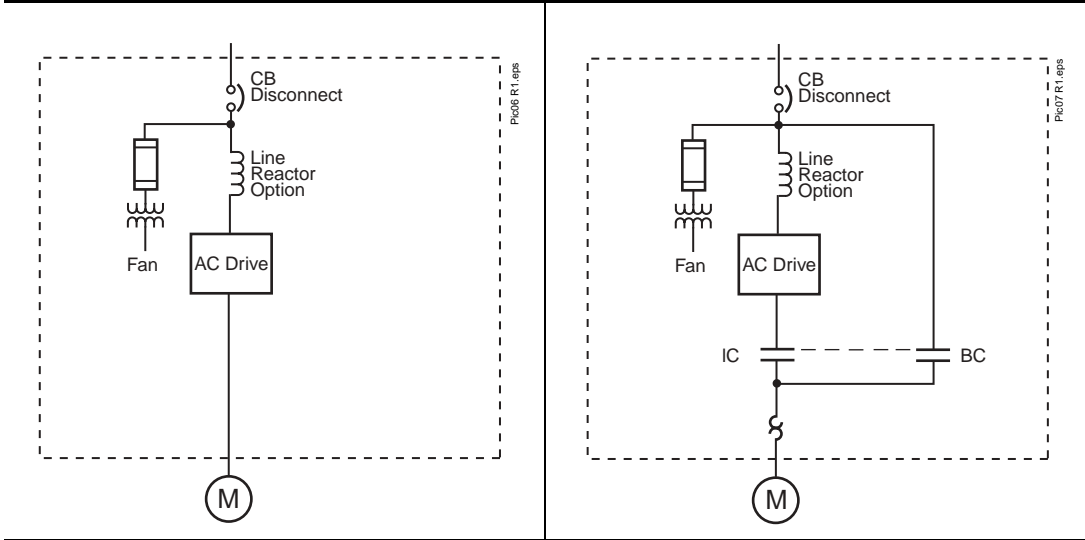 CB
Disconnect
Line
Reactor
Option
Fan
AC Drive
M
Pic06 R1.eps
CB
Disconnect
Line
Reactor
Option
Fan
AC Drive
IC
BC
M
Pic07 R1.eps